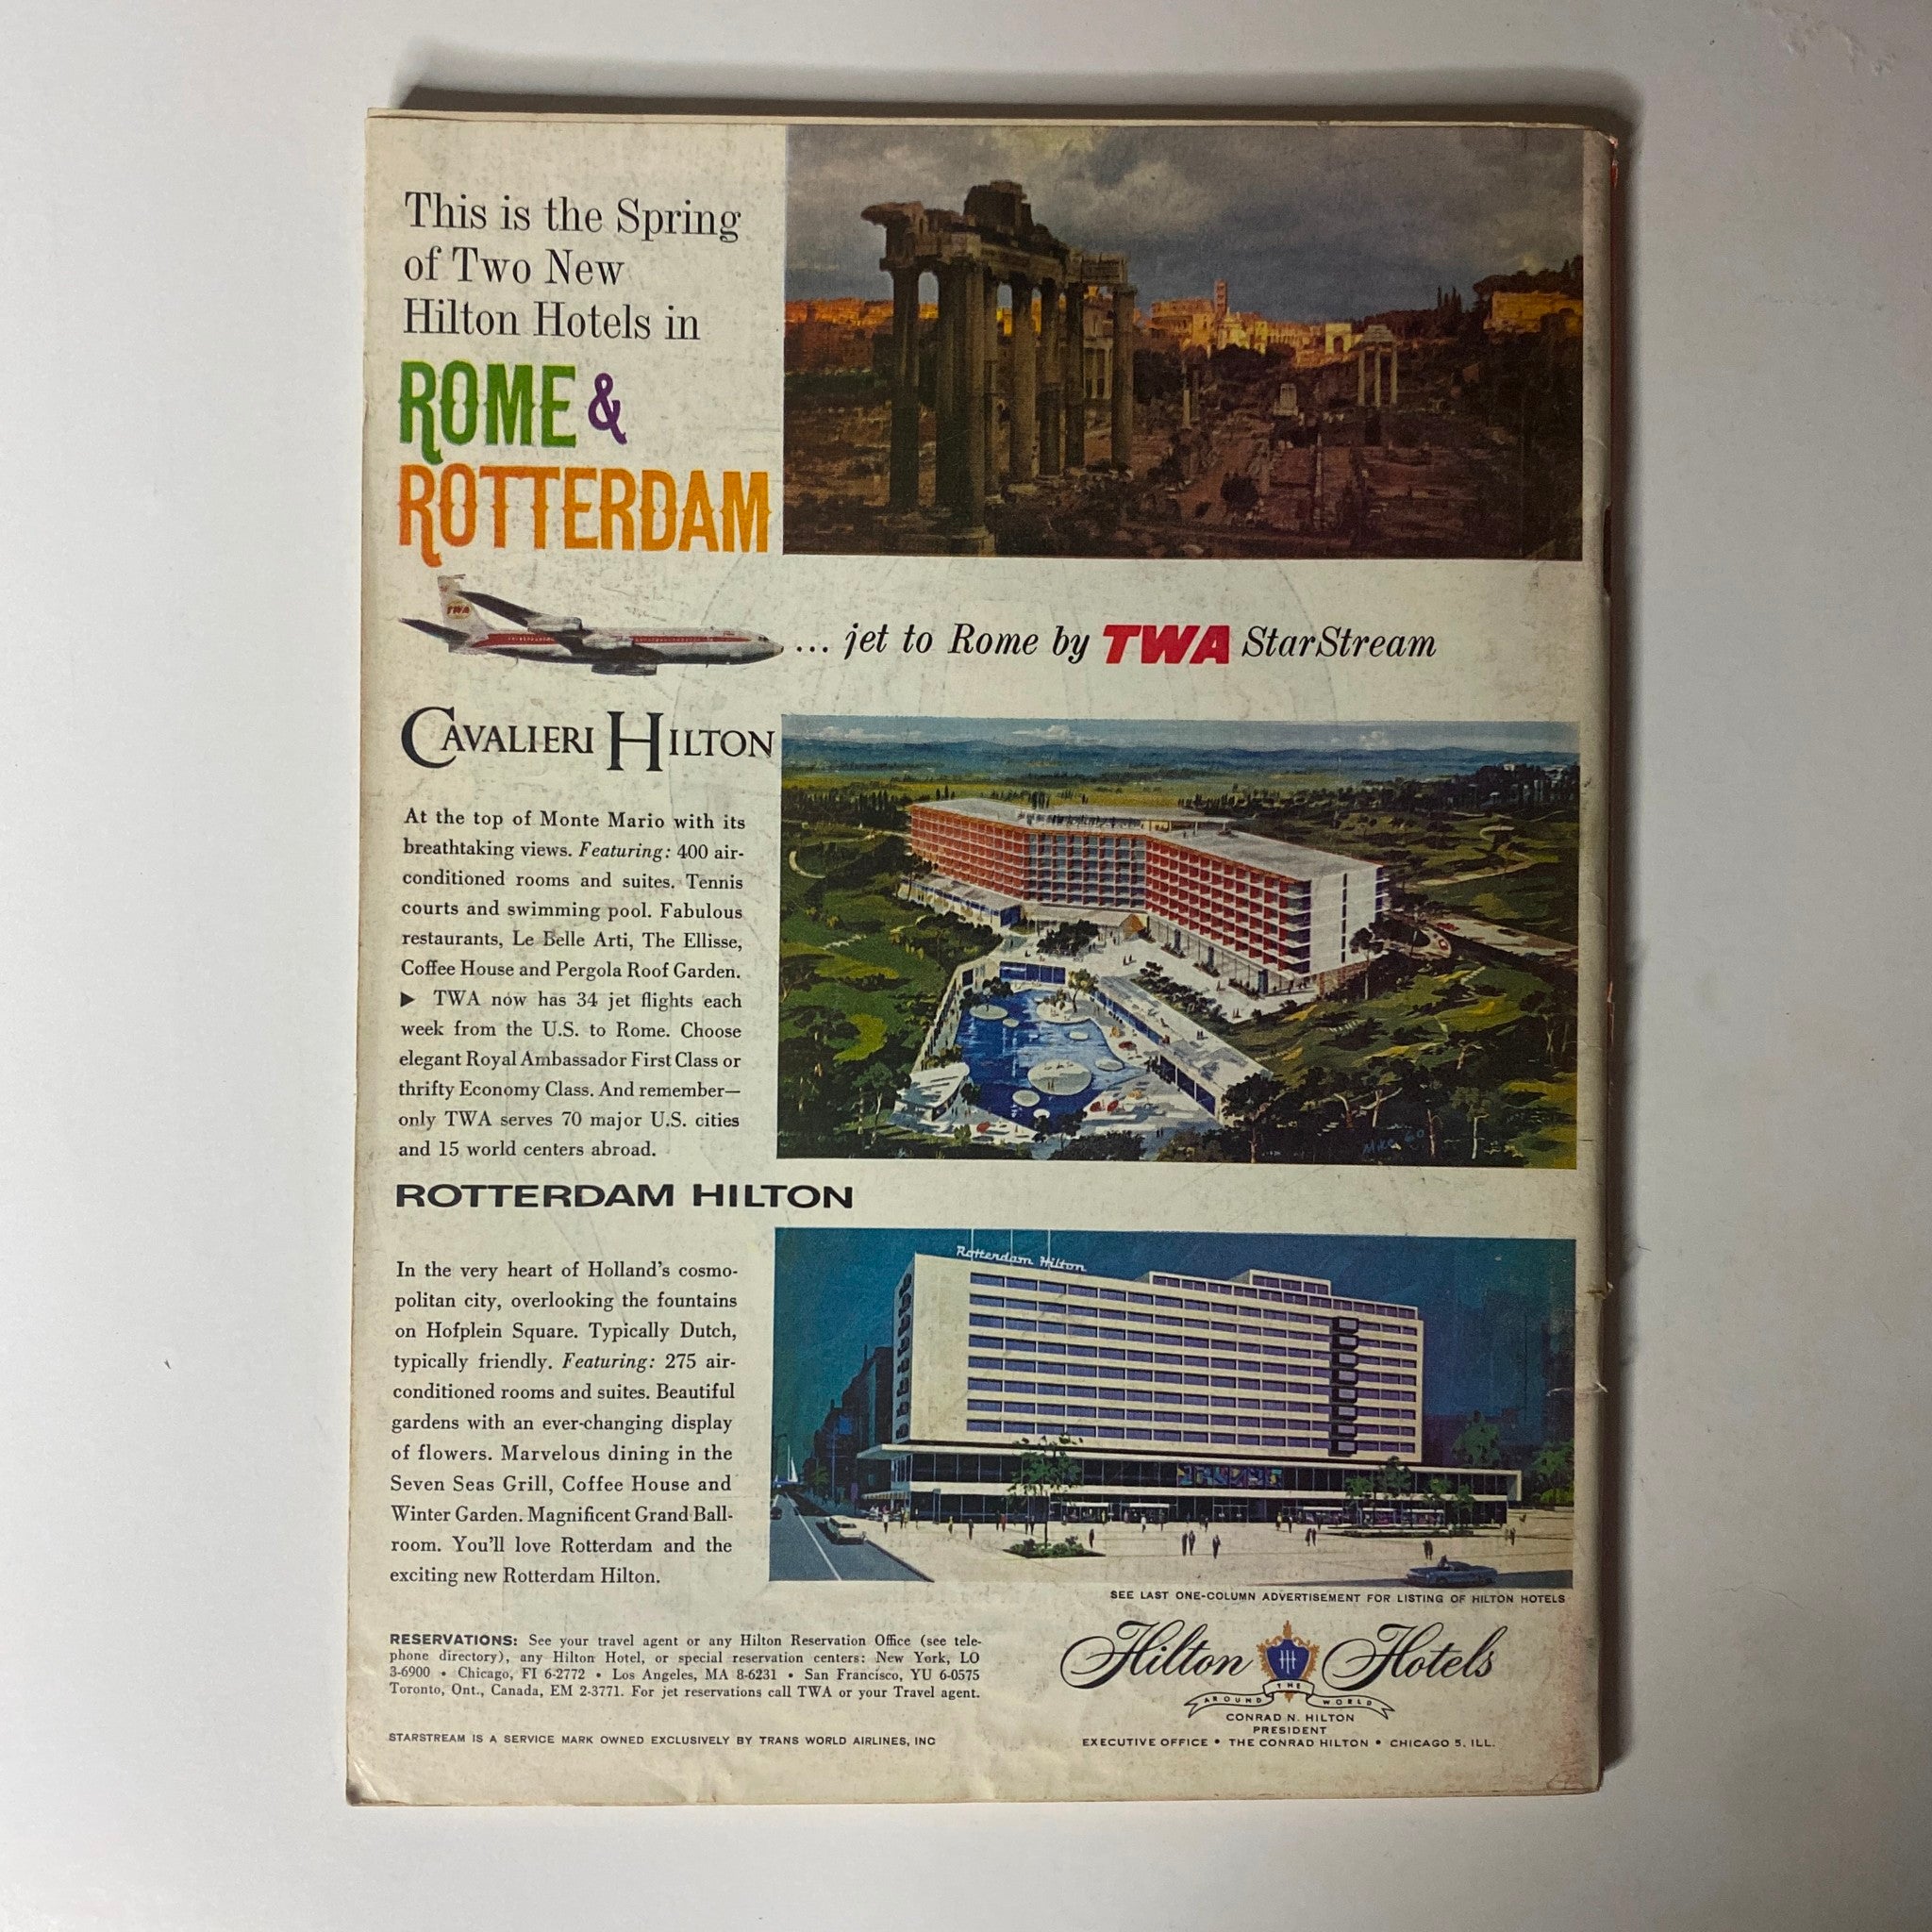 This is the Spring
of Two New
Hilton Hotels in
ROME &
ROTTERDAM
TWA
... jet to Rome by TWA StarStream
CAVALIERI HILTON
At the top of Monte Mario with its
breathtaking views. Featuring: 400 air-
conditioned rooms and suites. Tennis
courts and swimming pool. Fabulous
restaurants, Le Belle Arti, The Ellisse,
Coffee House and Pergola Roof Garden.
▶ TWA now has 34 jet flights each
week from the U.S. to Rome. Choose
elegant Royal Ambassador First Class or
thrifty Economy Class. And remember—
only TWA serves 70 major U.S. cities
and 15 world centers abroad.
ROTTERDAM HILTON
Rotterdam Hilton
In the very heart of Holland's cosmo-
politan city, overlooking the fountains
on Hofplein Square. Typically Dutch,
typically friendly. Featuring: 275 air-
conditioned rooms and suites. Beautiful
gardens with an ever-changing display
of flowers. Marvelous dining in the
Seven Seas Grill, Coffee House and
Winter Garden. Magnificent Grand Ball-
room. You'll love Rotterdam and the
exciting new Rotterdam Hilton.
SEE LAST ONE-COLUMN ADVERTISEMENT FOR LISTING OF HILTON HOTELS
RESERVATIONS: See your travel agent or any Hilton Reservation Office (see tele-
phone directory), any Hilton Hotel, or special reservation centers: New York, LO
3-6900 • Chicago, FI 6-2772 • Los Angeles, MA 8-6231 • San Francisco, YU 6-0575
Toronto, Ont., Canada, EM 2-3771. For jet reservations call TWA or your Travel agent.
STARSTREAM IS A SERVICE MARK OWNED EXCLUSIVELY BY TRANS WORLD AIRLINES, INC
Hilton Hotels
AROUND THE WORLD
CONRAD N. HILTON
PRESIDENT
EXECUTIVE OFFICE • THE CONRAD HILTON • CHICAGO 5, ILL.